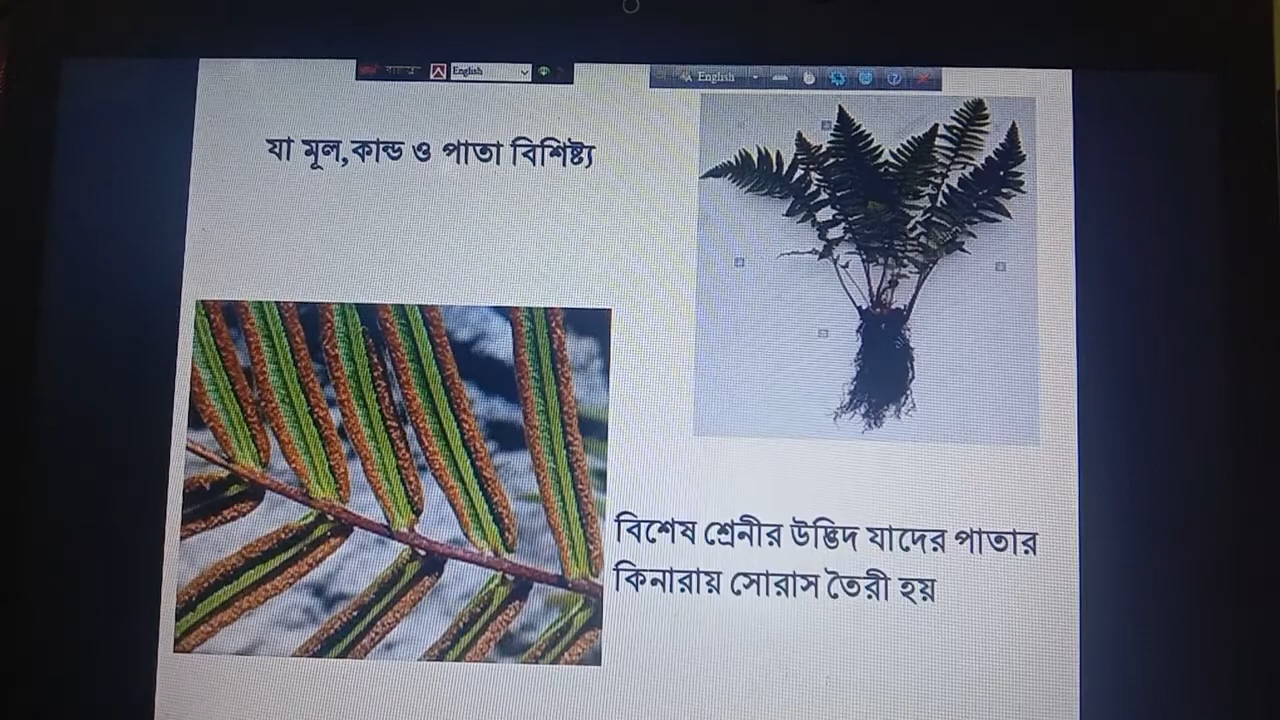 English
English
যা মূল,কান্ড ও পাতা বিশিষ্ট্য
বিশেষ শ্রেনীর উদ্ভিদ যাদের পাতার
কিনারায় সোরাস তৈরী হয়